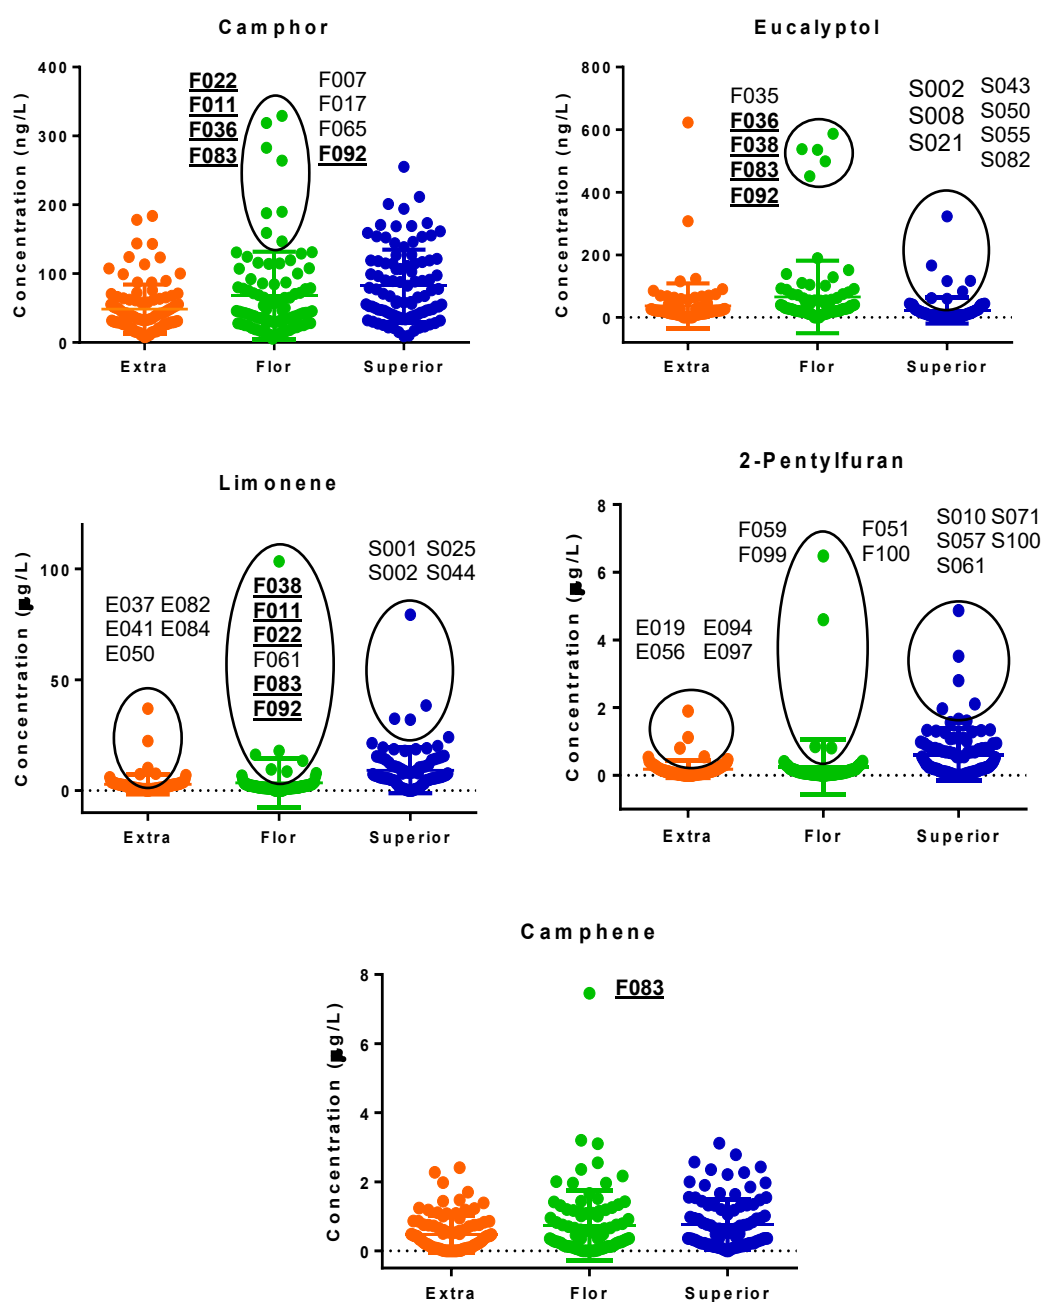 Camphor
Concentration (ng/L)
400
300
200
100
0
F022 F007
F011 F017
F036 F065
F083 F092
Extra Flor Superior
Eucalyptol
Concentration (ng/L)
800
600
400
200
0
F035
F036
F038
F083
F092
S002 S043
S008 S050
S021 S055
S082
Extra Flor Superior
Limonene
Concentration (µg/L)
100
50
0
E037 E082
E041 E084
E050
F038
F011
F022
F061
F083
F092
S001 S025
S002 S044
Extra Flor Superior
2-Pentylfuran
Concentration (µg/L)
8
6
4
2
0
E019 E094
E056 E097
F059 F051
F099 F100
S010 S071
S057 S100
S061
Extra Flor Superior
Camphene
Concentration (µg/L)
8
6
4
2
0
F083
Extra Flor Superior